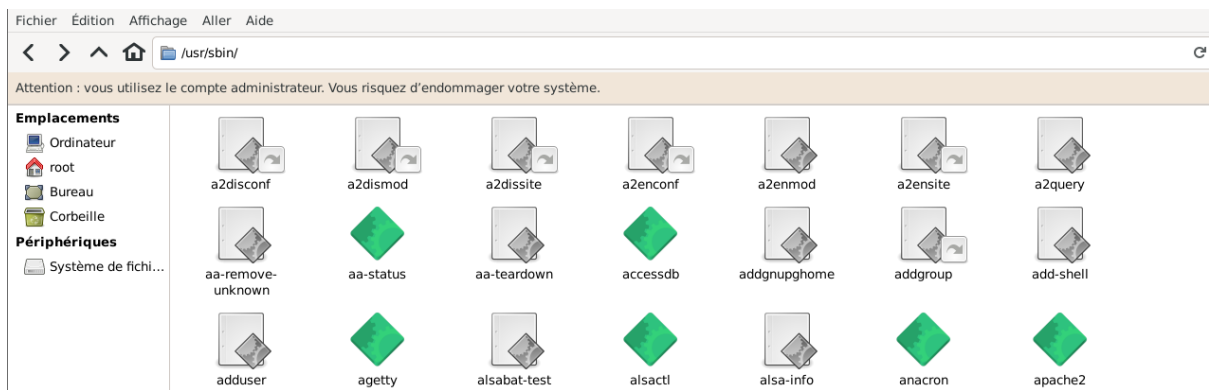 Fichier Édition Affichage Aller Aide
/usr/sbin/
Attention : vous utilisez le compte administrateur. Vous risquez d’endommager votre système.
Emplacements
Ordinateur
root
Bureau
Corbeille
Périphériques
Système de fichi...
a2disconf a2dismod a2dissite a2enconf a2enmod a2ensite a2query
aa-remove-unknown aa-status aa-teardown accessdb addgnupghome addgroup add-shell
adduser agetty alsabat-test alsactl alsa-info anacron apache2